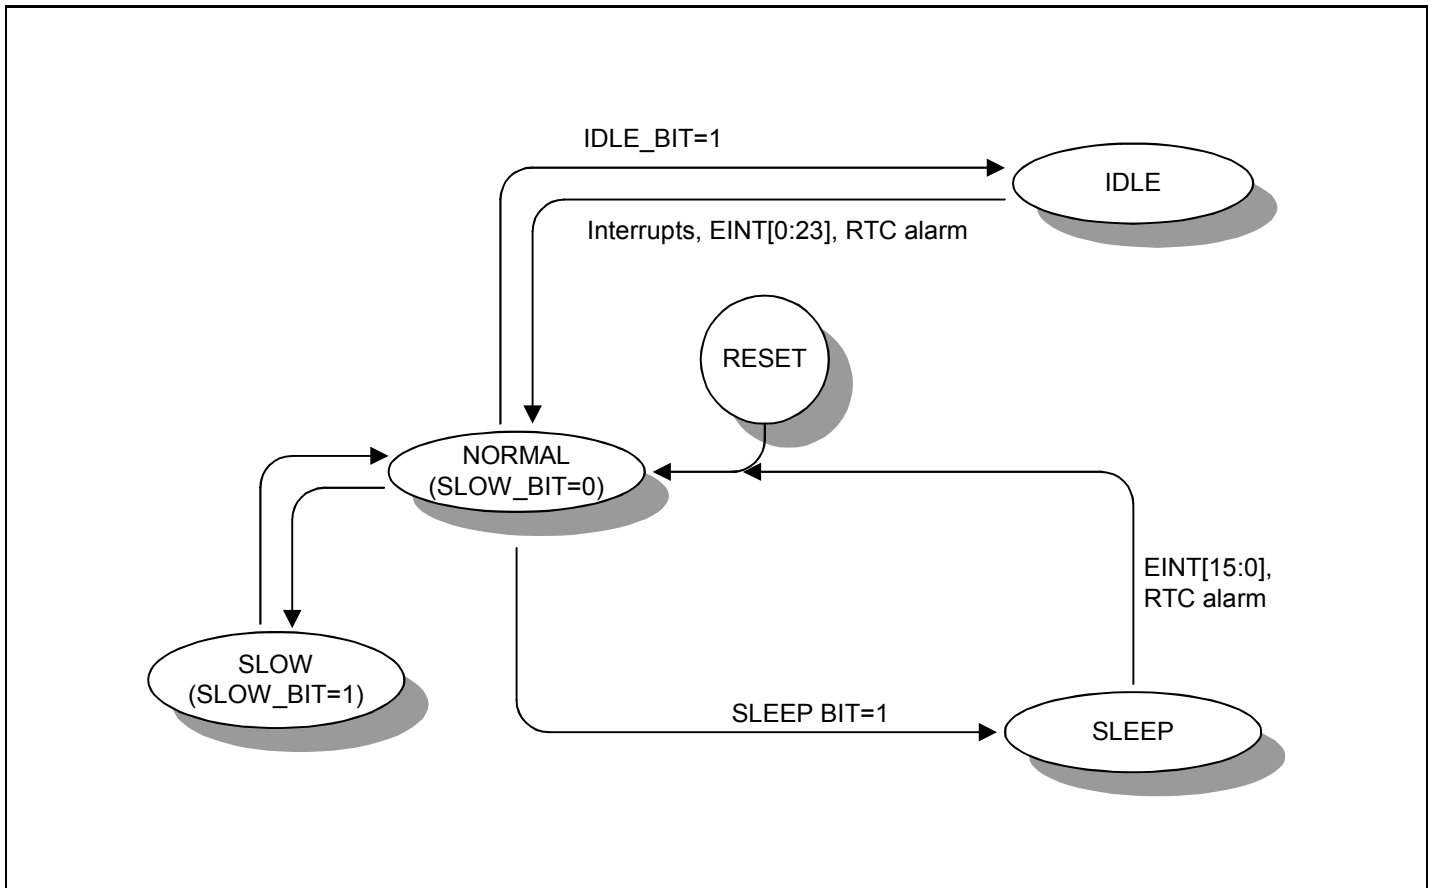 IDLE_BIT=1
IDLE
Interrupts, EINT[0:23], RTC alarm
RESET
NORMAL
(SLOW_BIT=0)
EINT[15:0],
RTC alarm
SLOW
(SLOW_BIT=1)
SLEEP BIT=1
SLEEP